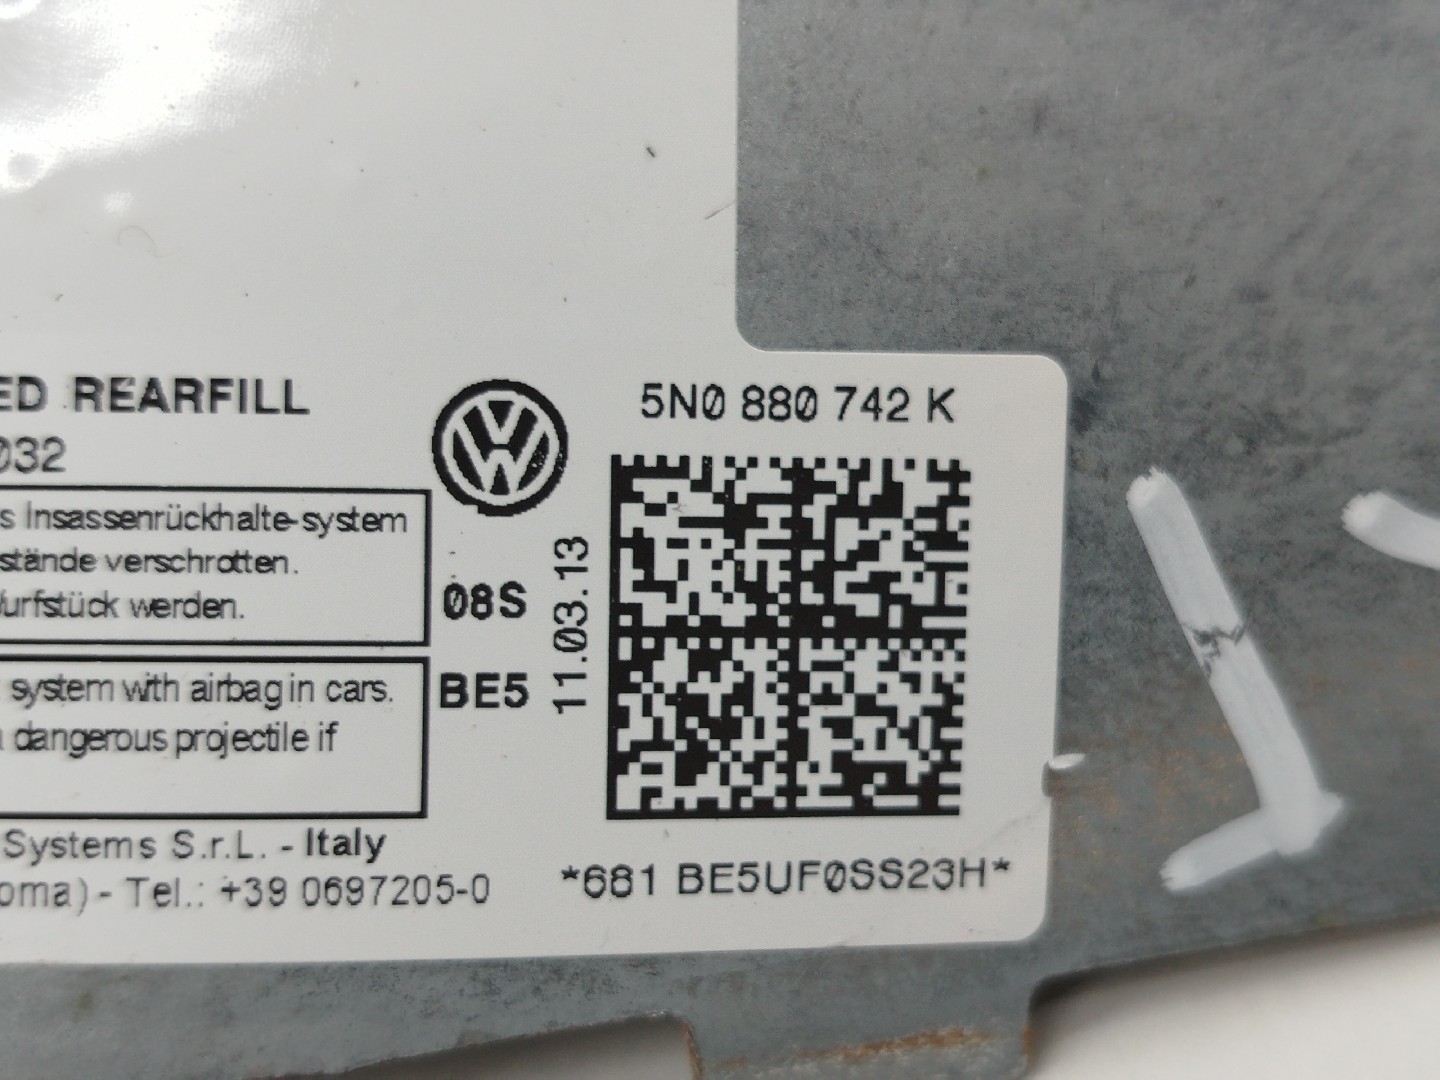 ED REARFILL
032
5N0 880 742 K
s Insassenrückhalte-system
stände verschrotten.
Wurfstück werden.
08S
11.03.13
system with airbag in cars.
a dangerous projectile if
BE5
Systems S.r.L. - Italy
oma) - Tel.: +39 0697205-0
*681 BE5UF0SS23H*